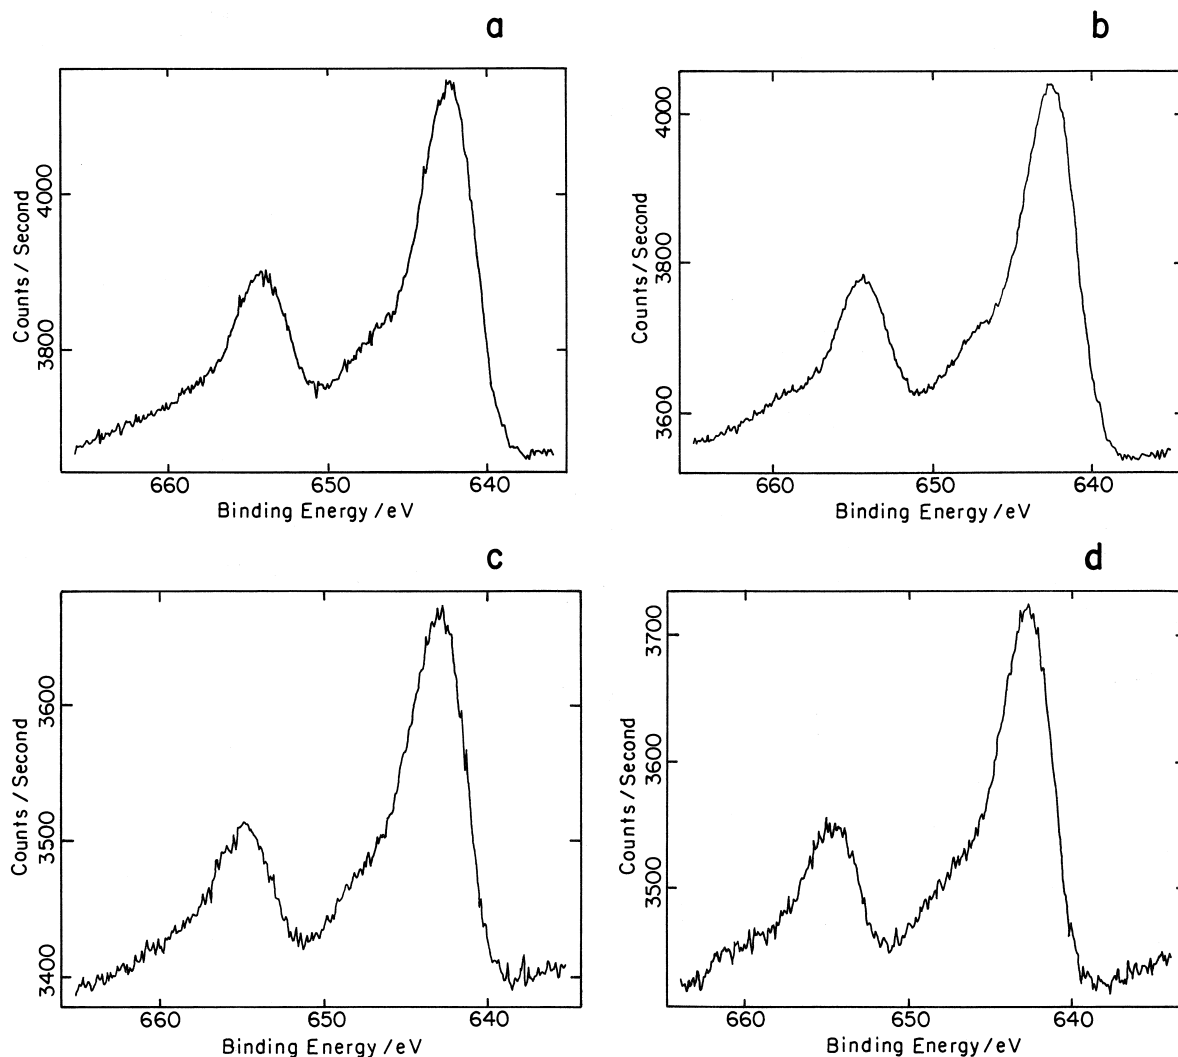 a
4000
3800
Counts / Second
660 650 640
Binding Energy /eV
b
4000
3800
3600
Counts / Second
660 650 640
Binding Energy /eV
c
3600
3500
3400
Counts / Second
660 650 640
Binding Energy /eV
d
3700
3600
3500
Counts / Second
660 650 640
Binding Energy /eV